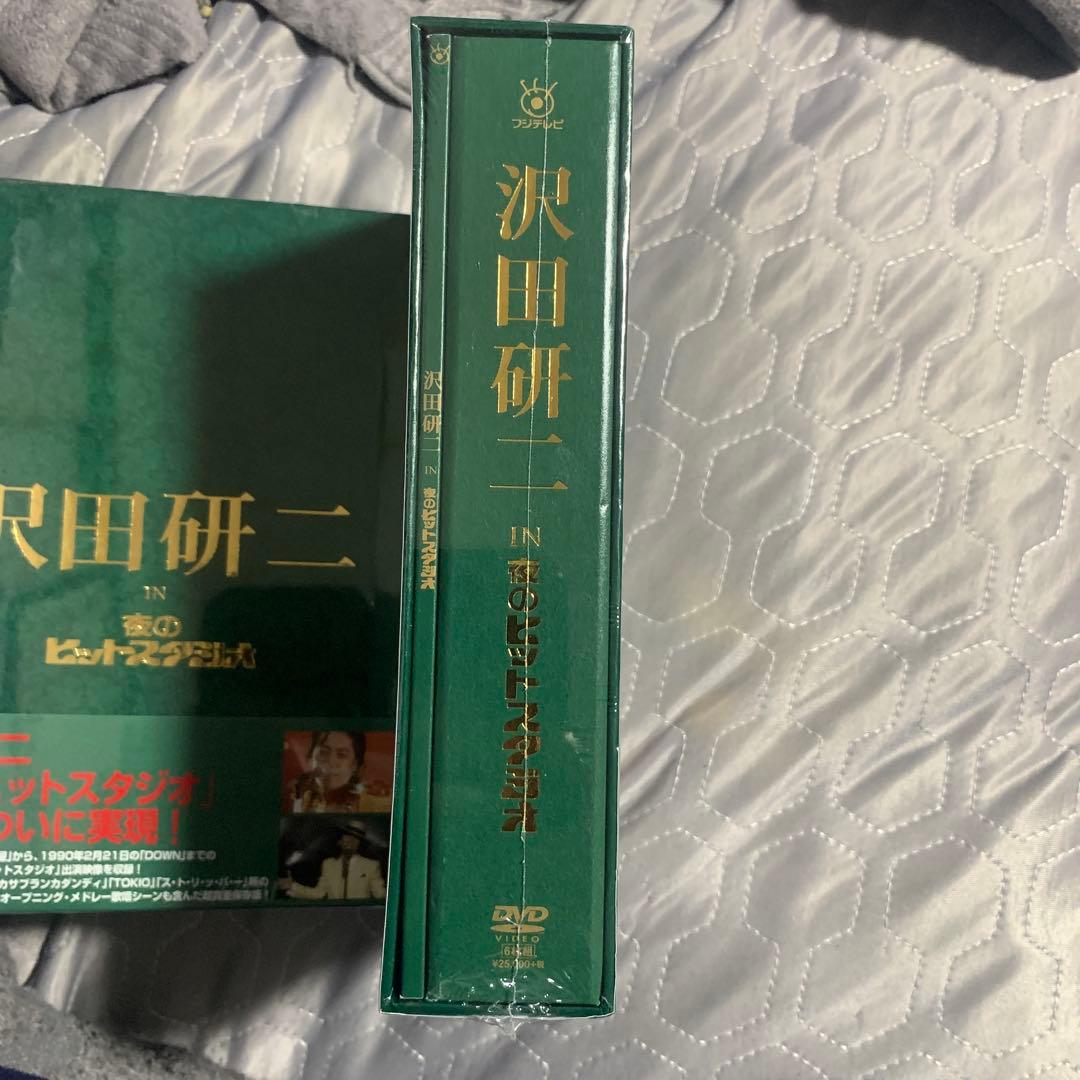 沢田研二
IN
夜の
ヒットスタジオ
ットスタジオ」
ついに実現!
から、1990年2月21日の「DOWN」までの
トスタジオ」出演映像を収録!
カサブランカダンディ」「TOKIO」「ス・ト・リ・ッ・パ・ー」
オープニング・メドレー歌唱シーンも含んだ
沢田研二
IN
夜のヒットスタジオ
フジテレビ
沢田研二
IN
夜のヒットスタジオ
DVD
VIDEO
6枚組
¥25,000+税